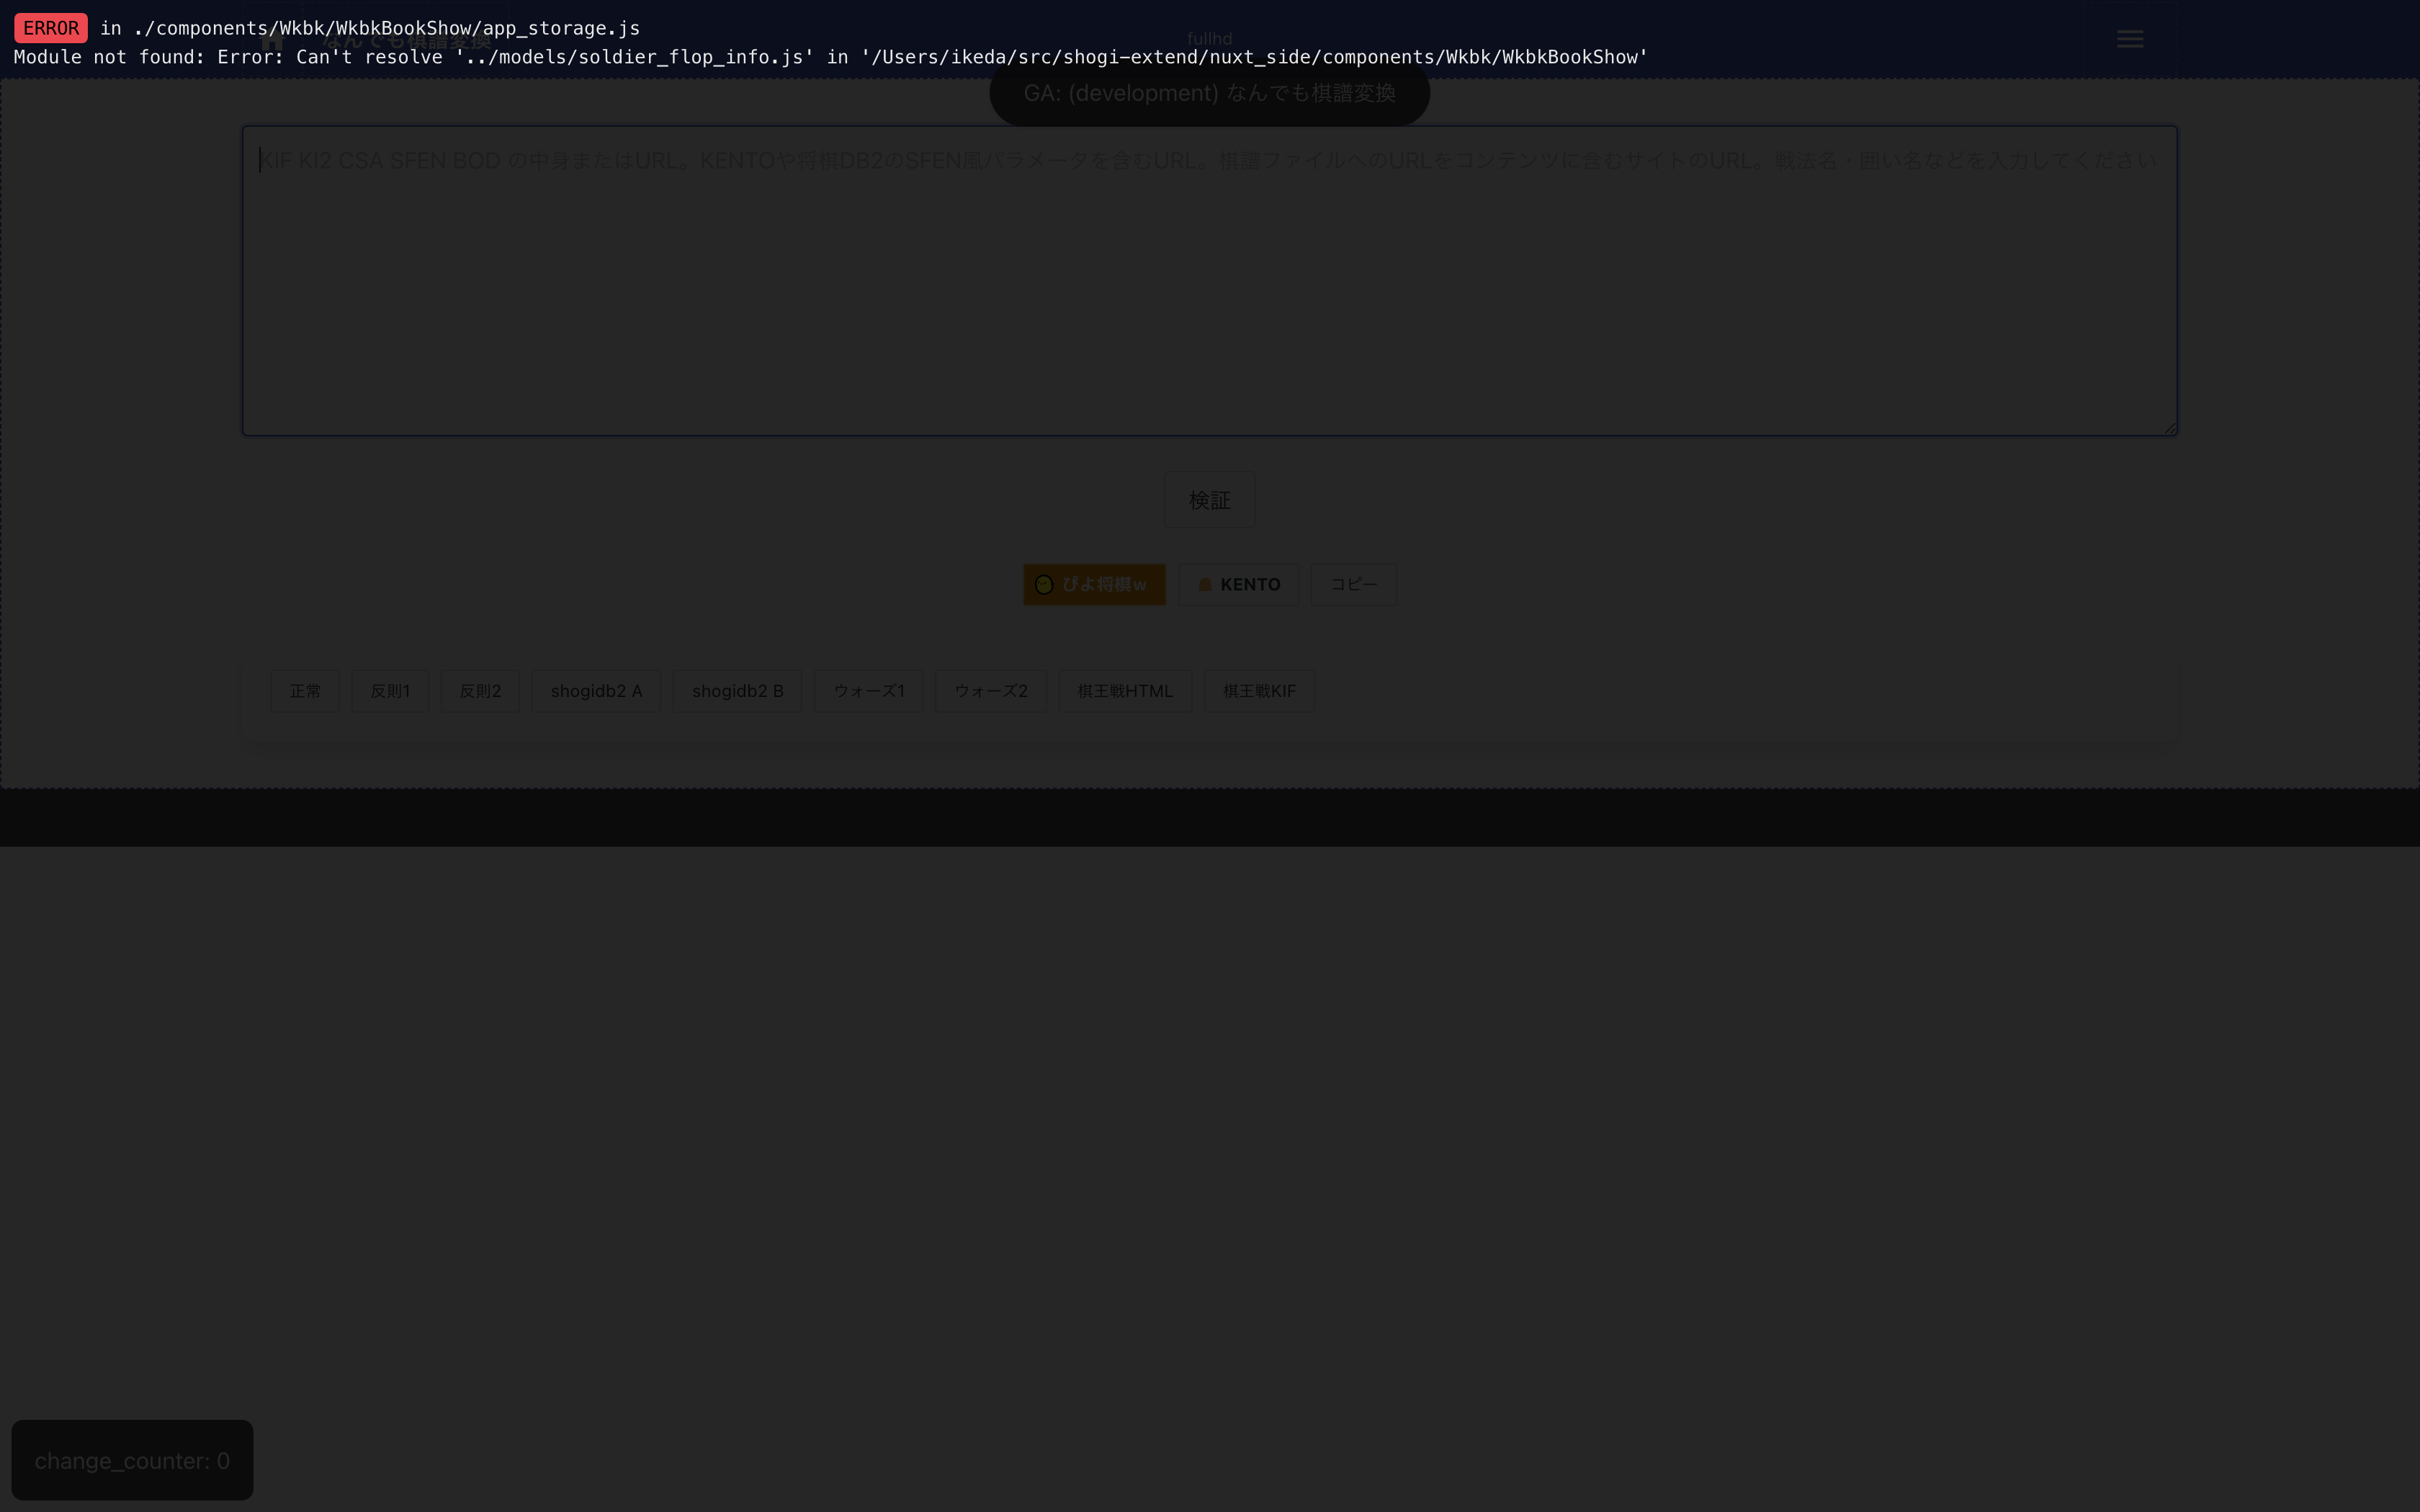 ERROR in ./components/Wkbk/WkbkBookShow/app_storage.js
なんでも棋譜変換
fullhd
Module not found: Error: Can't resolve '../models/soldier_flop_info.js' in '/Users/ikeda/src/shogi-extend/nuxt_side/components/Wkbk/WkbkBookShow'
GA: (development) なんでも棋譜変換
KIF KI2 CSA SFEN BOD の中身またはURL。KENTOや将棋DB2のSFEN風パラメータを含むURL。棋譜ファイルへのURLをコンテンツに含むサイトのURL。戦法名・囲い名などを入力してください
検証
ぴよ将棋w KENTO コピー
正常 反則1 反則2 shogidb2 A shogidb2 B ウォーズ1 ウォーズ2 棋王戦HTML 棋王戦KIF
change_counter: 0